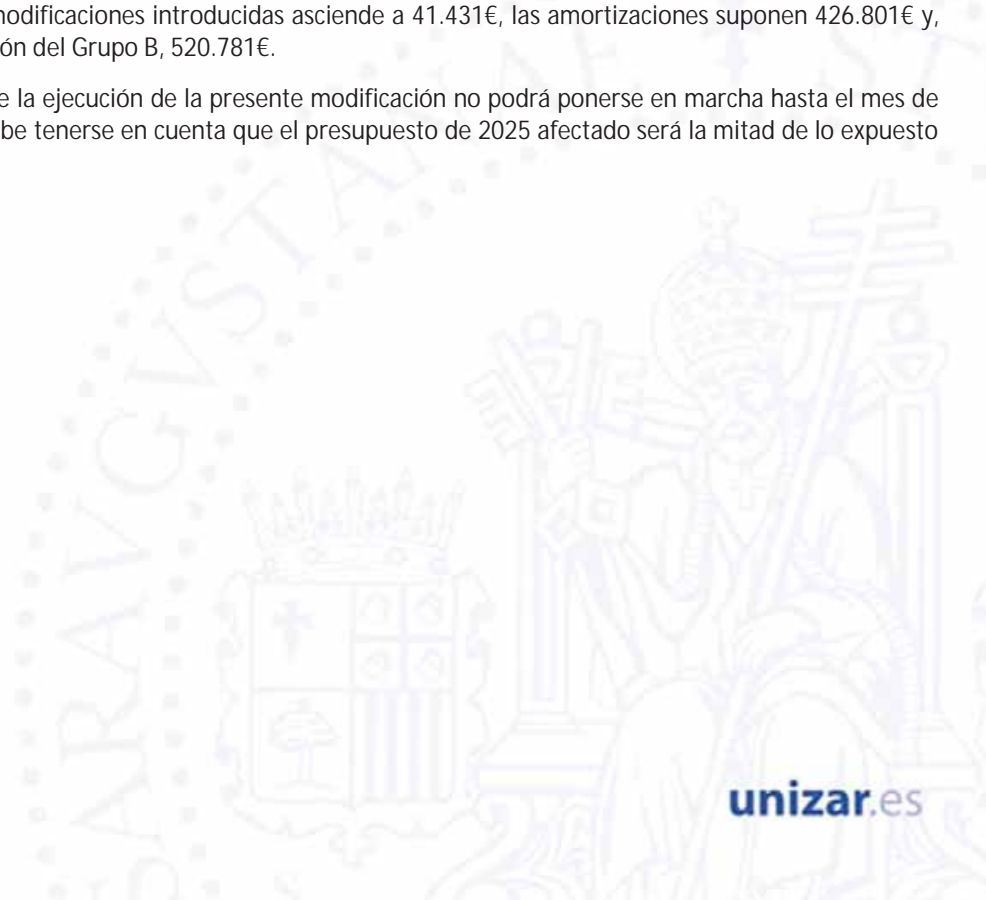 modificaciones introducidas asciende a 41.431€, las amortizaciones suponen 426.801€ y,
ón del Grupo B, 520.781€.
e la ejecución de la presente modificación no podrá ponerse en marcha hasta el mes de
be tenerse en cuenta que el presupuesto de 2025 afectado será la mitad de lo expuesto
ARAVGVSTANAE
unizar.es